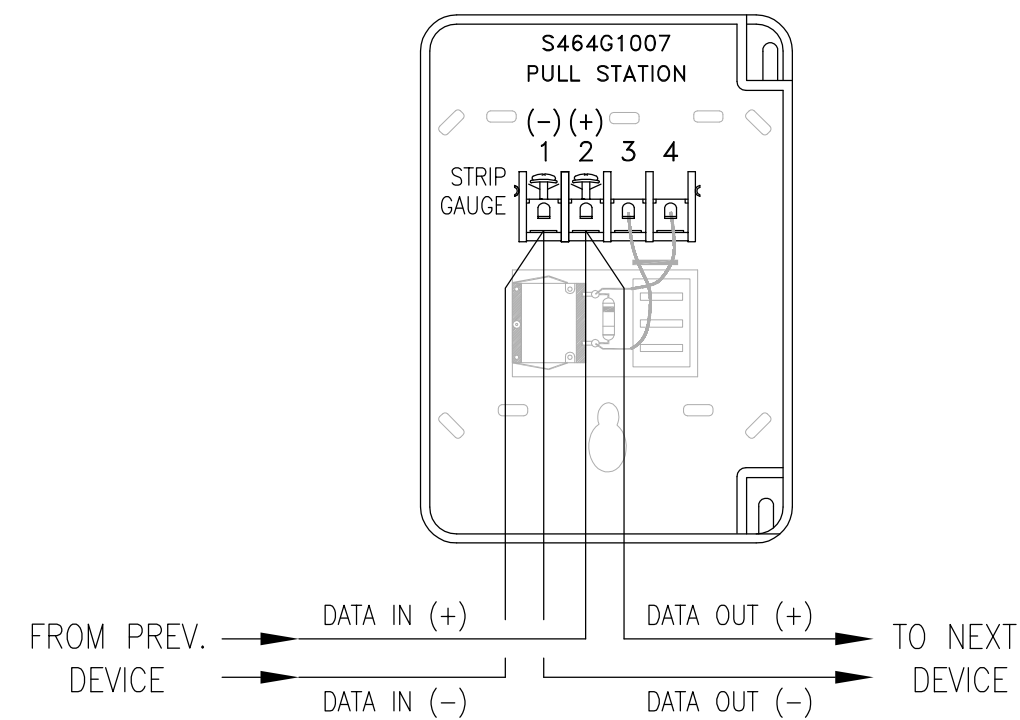 S464G1007
PULL STATION
(-) (+)
1 2 3 4
STRIP
GAUGE
DATA IN (+)
DATA OUT (+)
FROM PREV.
DEVICE
TO NEXT
DEVICE
DATA IN (-)
DATA OUT (-)